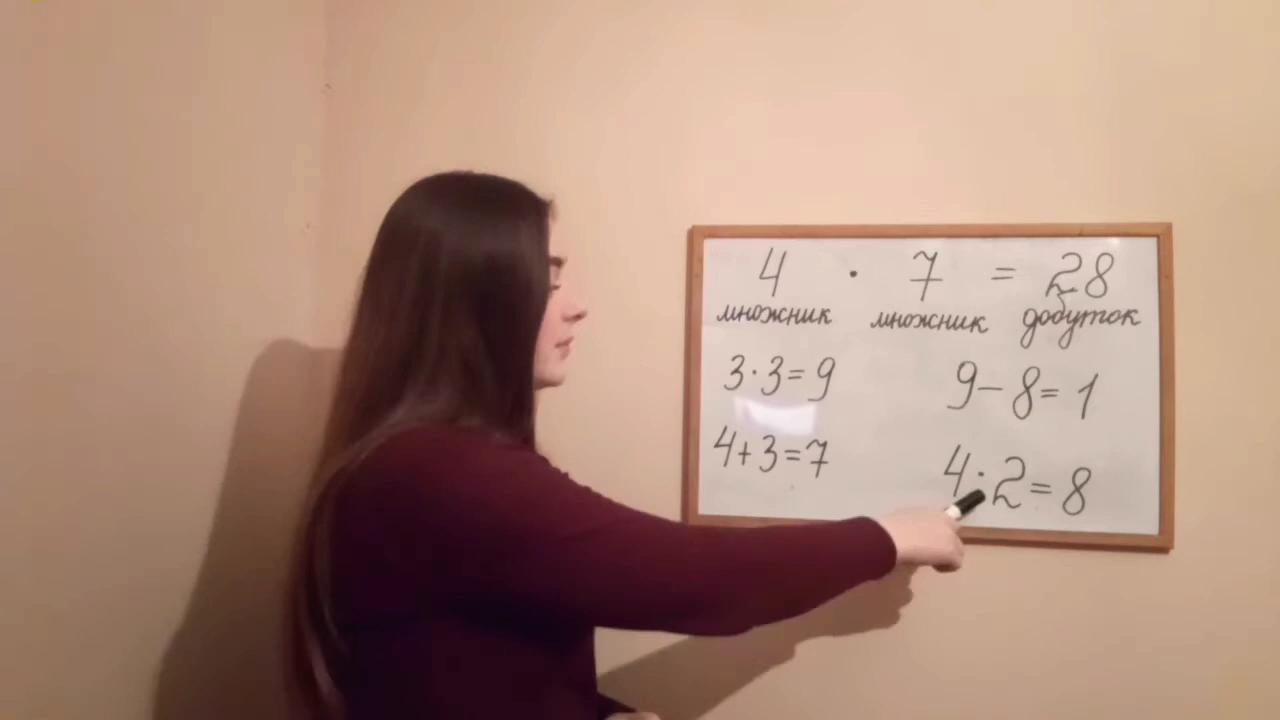 4 · 7 = 28
множник множник добуток
3·3=9 9-8=1
4+3=7 4·2=8